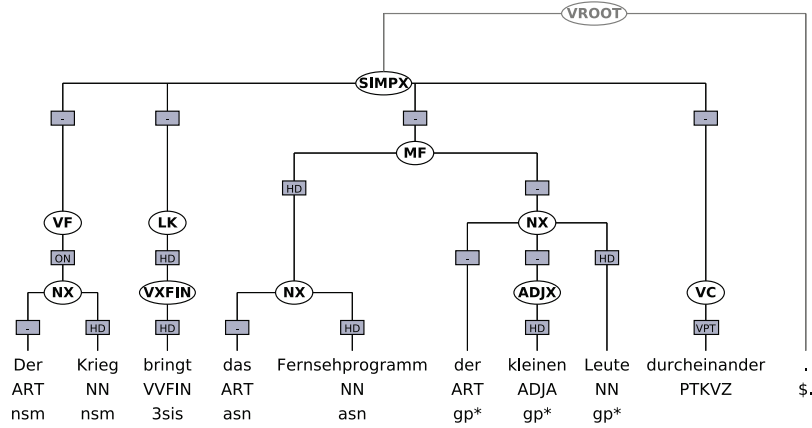 VROOT
SIMPX
- - - -
MF
HD -
VF LK NX
ON HD - - HD
NX VXFIN NX ADJX VC
- HD HD - HD HD VPT
Der Krieg bringt das Fernsehprogramm der kleinen Leute durcheinander .
ART NN VVFIN ART NN ART ADJA NN PTKVZ $.
nsm nsm 3sis asn asn gp* gp* gp*